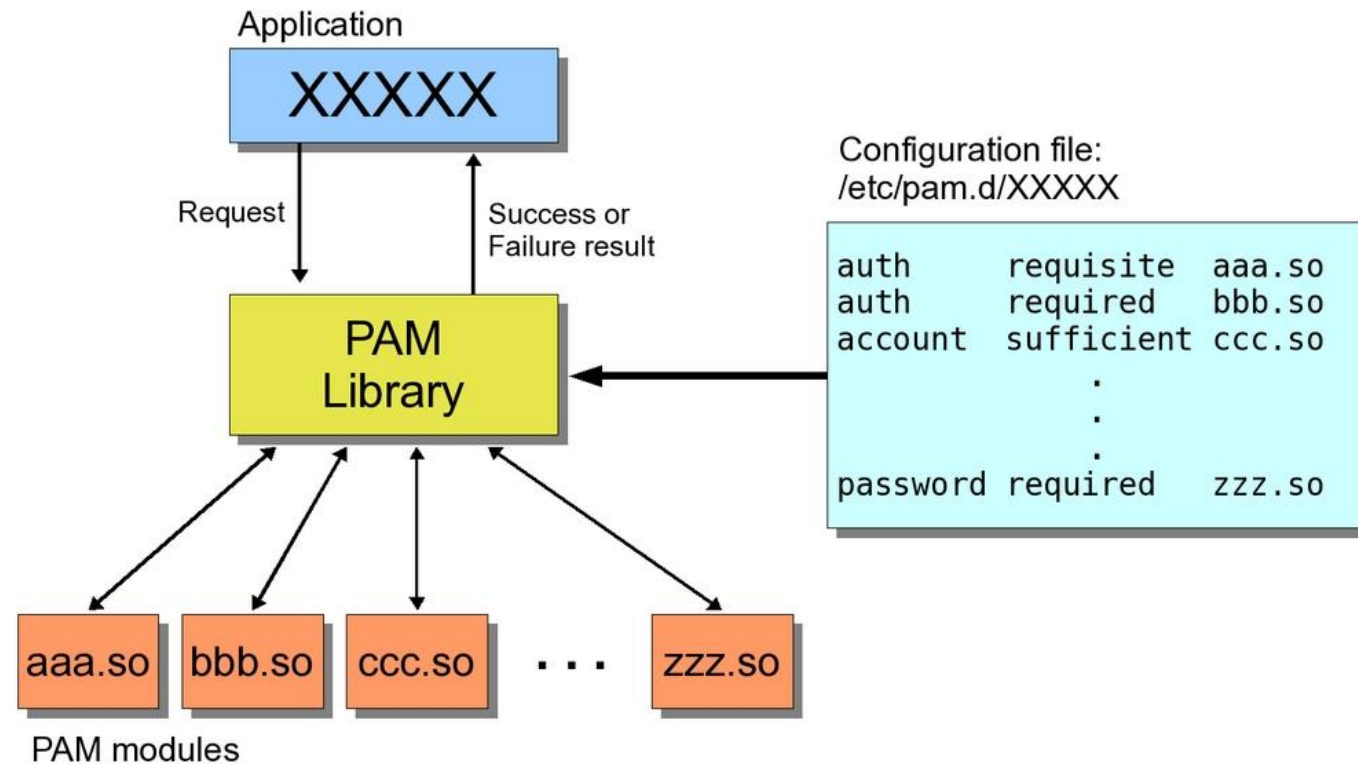 Application
XXXXX
Request
Success or
Failure result
PAM
Library
Configuration file:
/etc/pam.d/XXXXX
auth requisite aaa.so
auth required bbb.so
account sufficient ccc.so
.
.
.
password required zzz.so
aaa.so bbb.so ccc.so . . . zzz.so
PAM modules